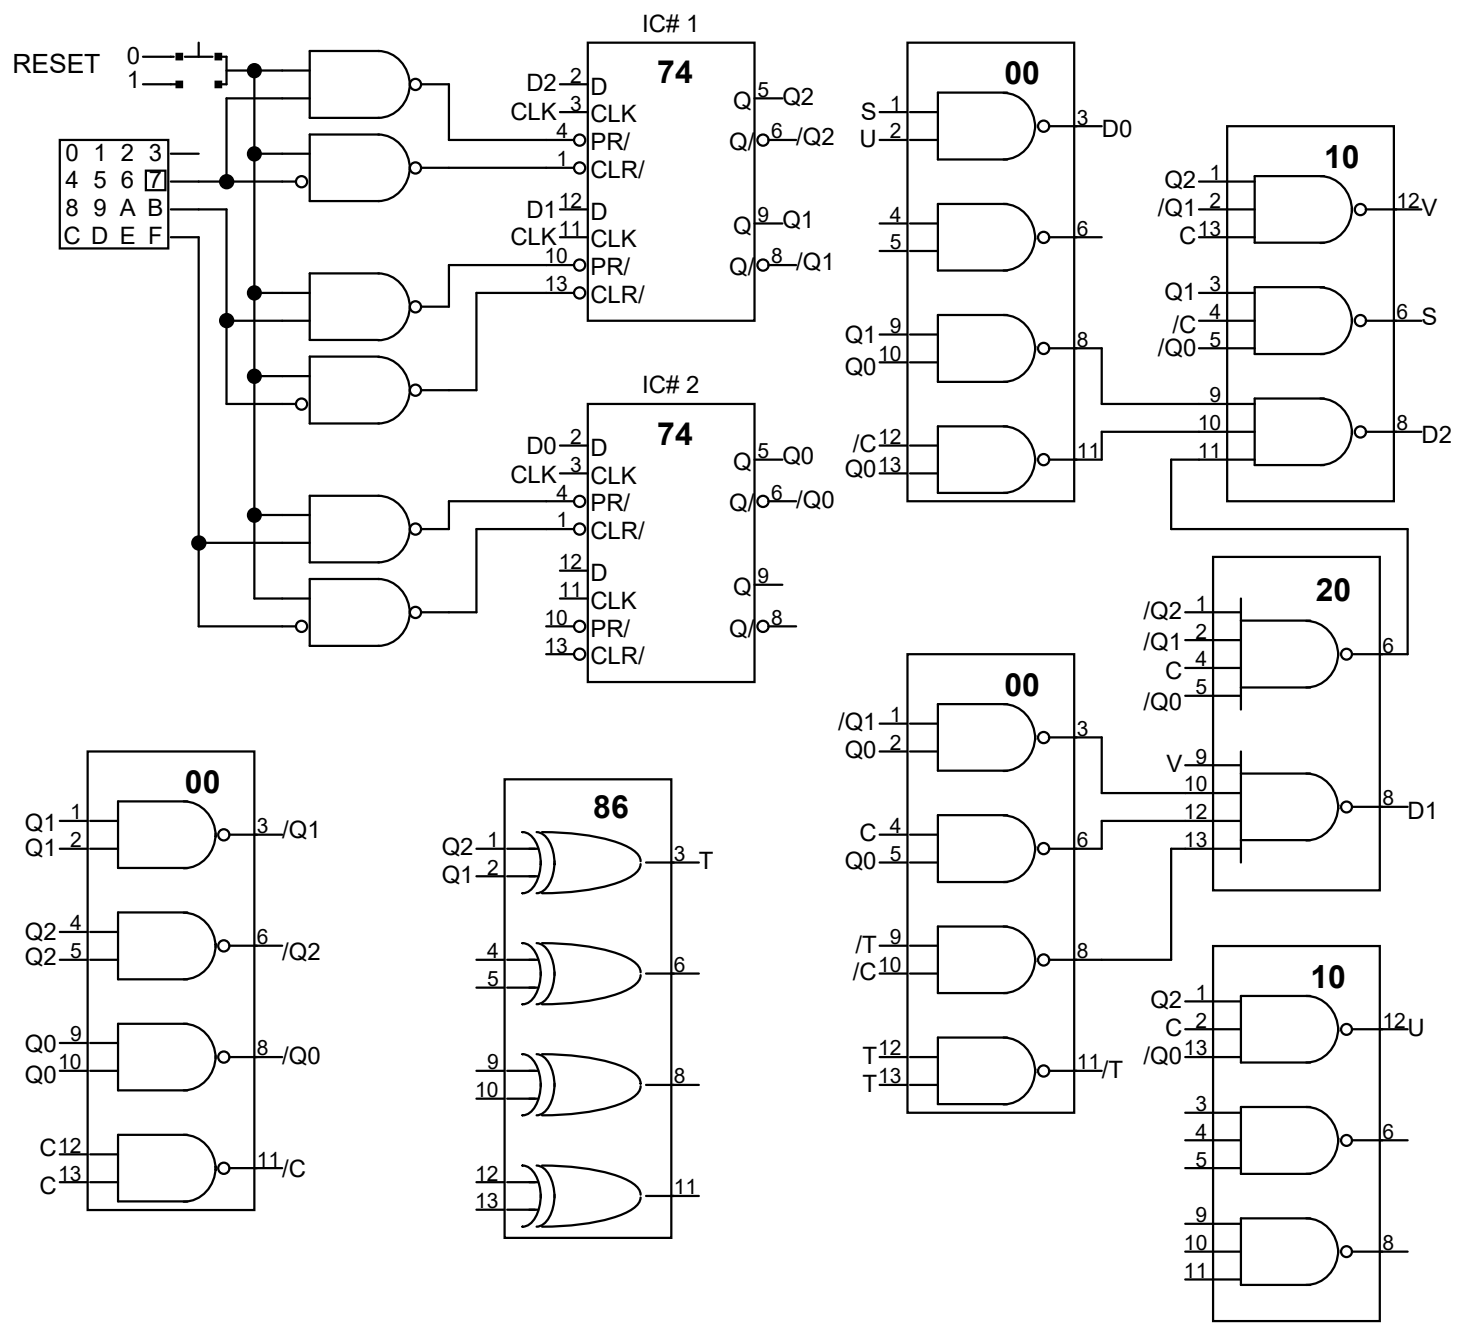 RESET
0
1
0 1 2 3
4 5 6 7
8 9 A B
C D E F
IC# 1
74
D2 2 D
CLK 3 CLK
4 PR/
1 CLR/
D1 12 D
CLK 11 CLK
10 PR/
13 CLR/
Q 5 Q2
Q/ 6 /Q2
Q 9 Q1
Q/ 8 /Q1
IC# 2
74
D0 2 D
CLK 3 CLK
4 PR/
1 CLR/
12 D
11 CLK
10 PR/
13 CLR/
Q 5 Q0
Q/ 6 /Q0
Q 9
Q/ 8
00
S 1
U 2
3 D0
4
5
6
Q1 9
Q0 10
8
/C 12
Q0 13
11
10
Q2 1
/Q1 2
C 13
12 V
Q1 3
/C 4
/Q0 5
6 S
9
10
11
8 D2
20
/Q2 1
/Q1 2
C 4
/Q0 5
6
V 9
10
12
13
8 D1
00
/Q1 1
Q0 2
3
C 4
Q0 5
6
/T 9
/C 10
8
T 12
T 13
11 /T
00
Q1 1
Q1 2
3 /Q1
Q2 4
Q2 5
6 /Q2
Q0 9
Q0 10
8 /Q0
C 12
C 13
11 /C
86
Q2 1
Q1 2
3 T
4
5
6
9
10
8
12
13
11
10
Q2 1
C 2
/Q0 13
12 U
3
4
5
6
9
10
11
8